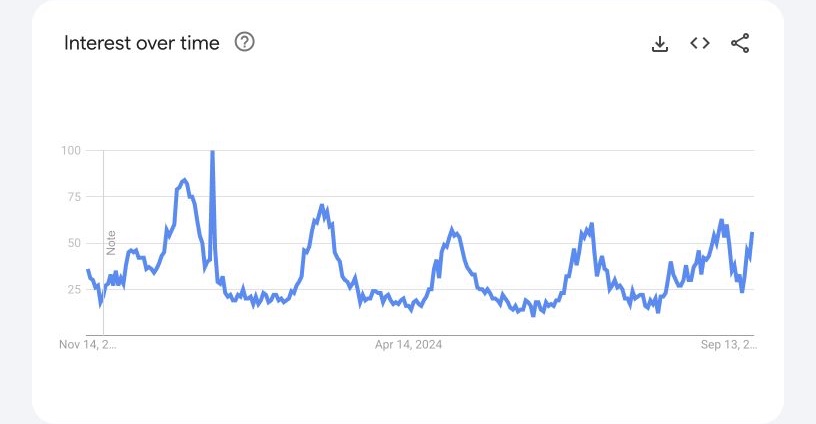 Interest over time
100
75
50
25
Note
Nov 14, 2...
Apr 14, 2024
Sep 13, 2...